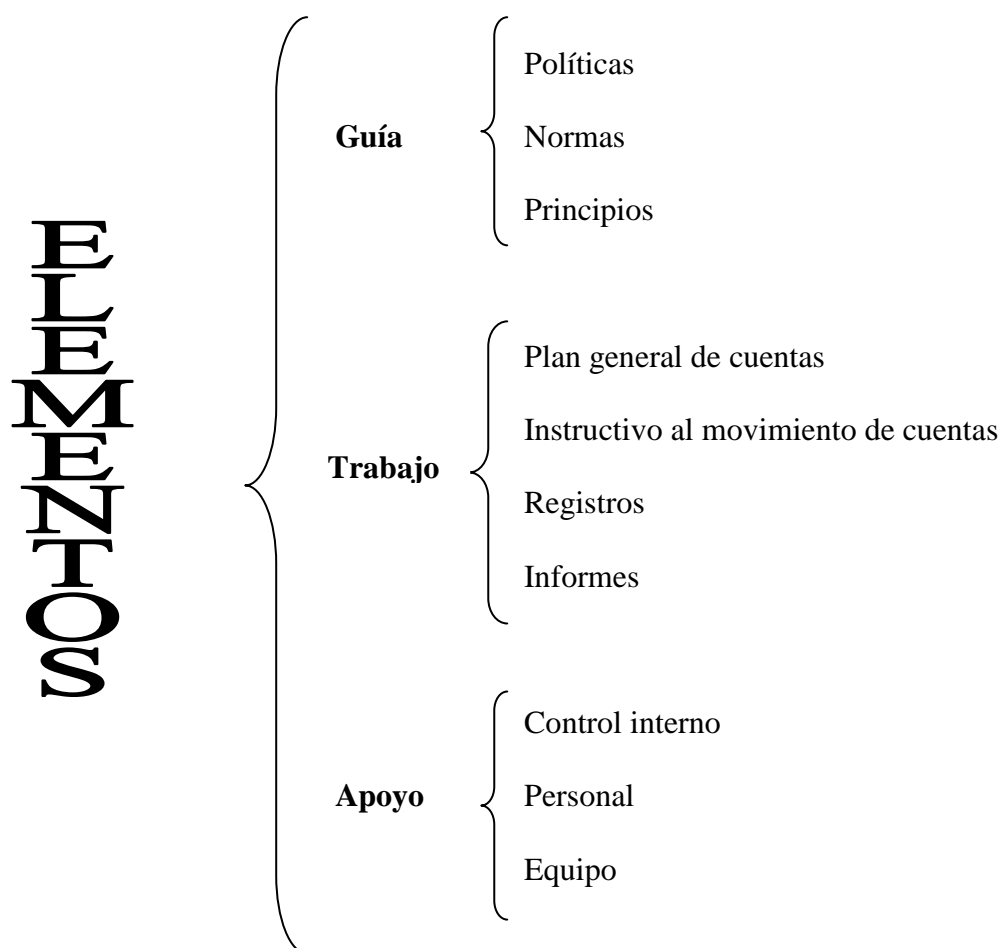 ELEMENTOS
Guía
Políticas
Normas
Principios
Trabajo
Plan general de cuentas
Instructivo al movimiento de cuentas
Registros
Informes
Apoyo
Control interno
Personal
Equipo